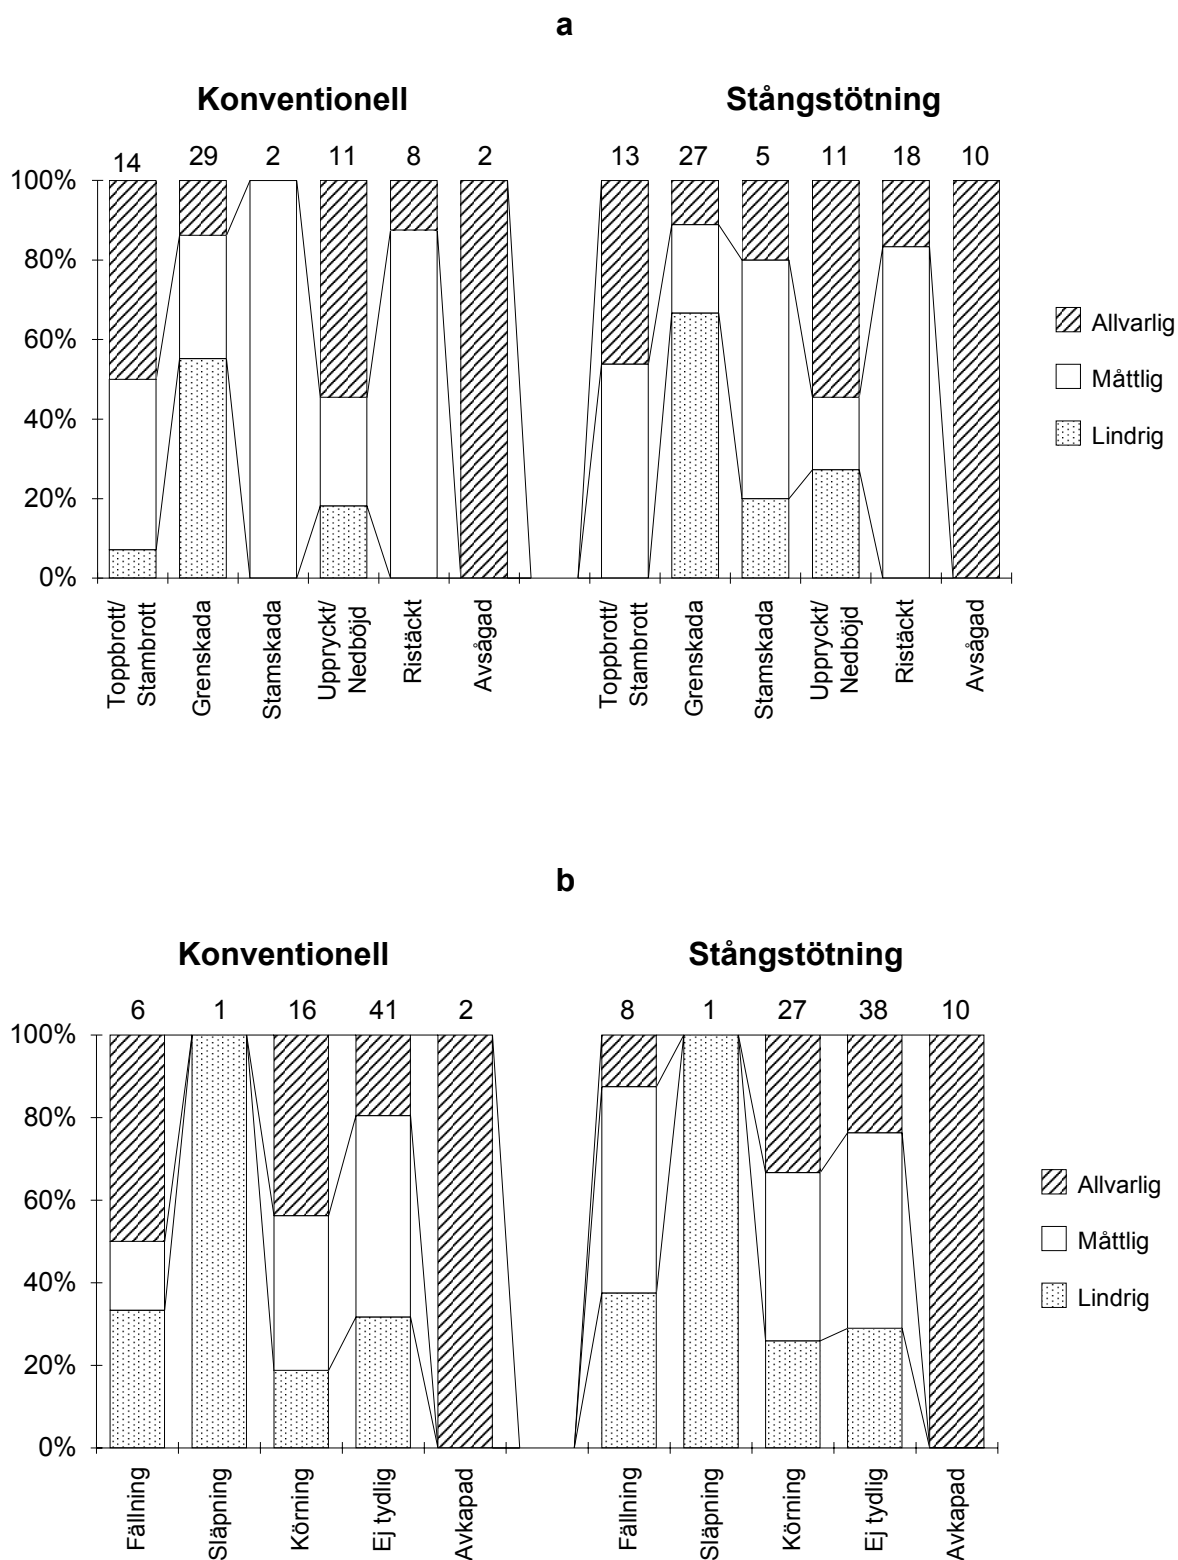 a
Konventionell Stångstötning
14 29 2 11 8 2 13 27 5 11 18 10
100%
80%
60%
40%
20%
0%
Allvarlig
Måttlig
Lindrig
Toppbrott/
Stambrott
Grenskada
Stamskada
Uppryckt/
Nedböjd
Ristäckt
Avsågad
Toppbrott/
Stambrott
Grenskada
Stamskada
Uppryckt/
Nedböjd
Ristäckt
Avsågad
b
Konventionell Stångstötning
6 1 16 41 2 8 1 27 38 10
100%
80%
60%
40%
20%
0%
Allvarlig
Måttlig
Lindrig
Fällning
Släpning
Körning
Ej tydlig
Avkapad
Fällning
Släpning
Körning
Ej tydlig
Avkapad